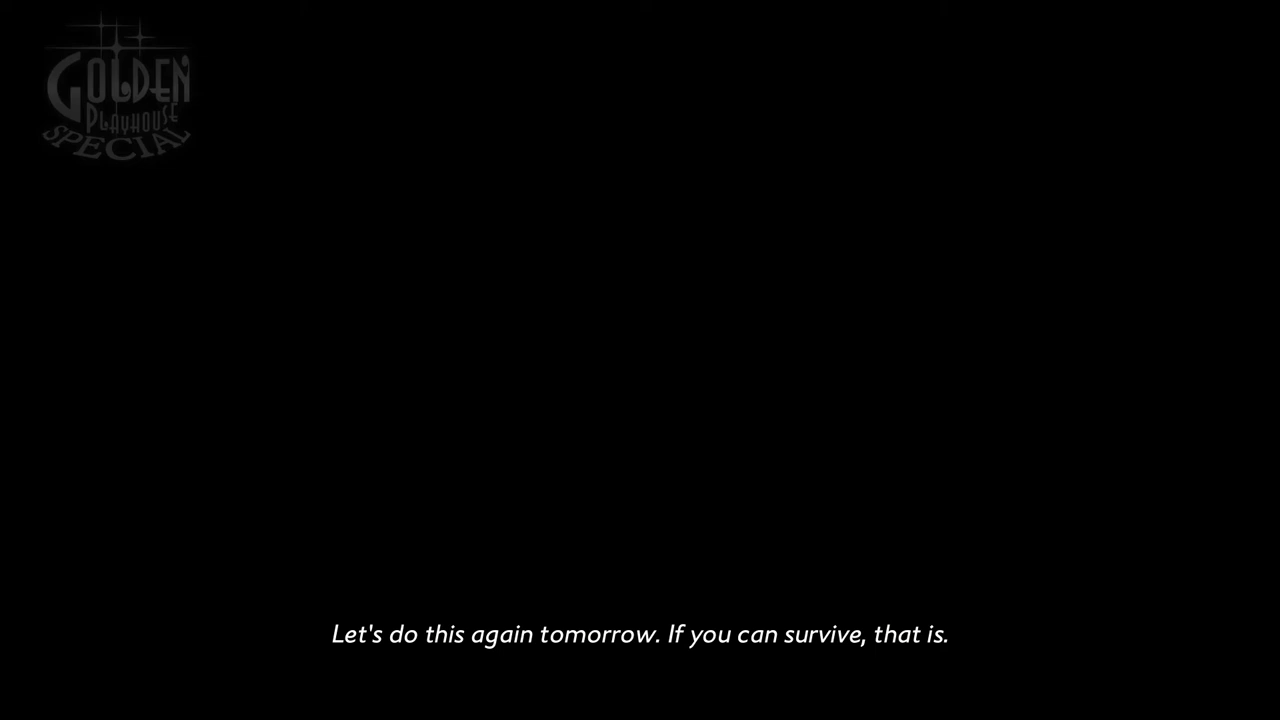 GOLDEN
PLAYHOUSE
SPECIAL
Let's do this again tomorrow. If you can survive, that is.